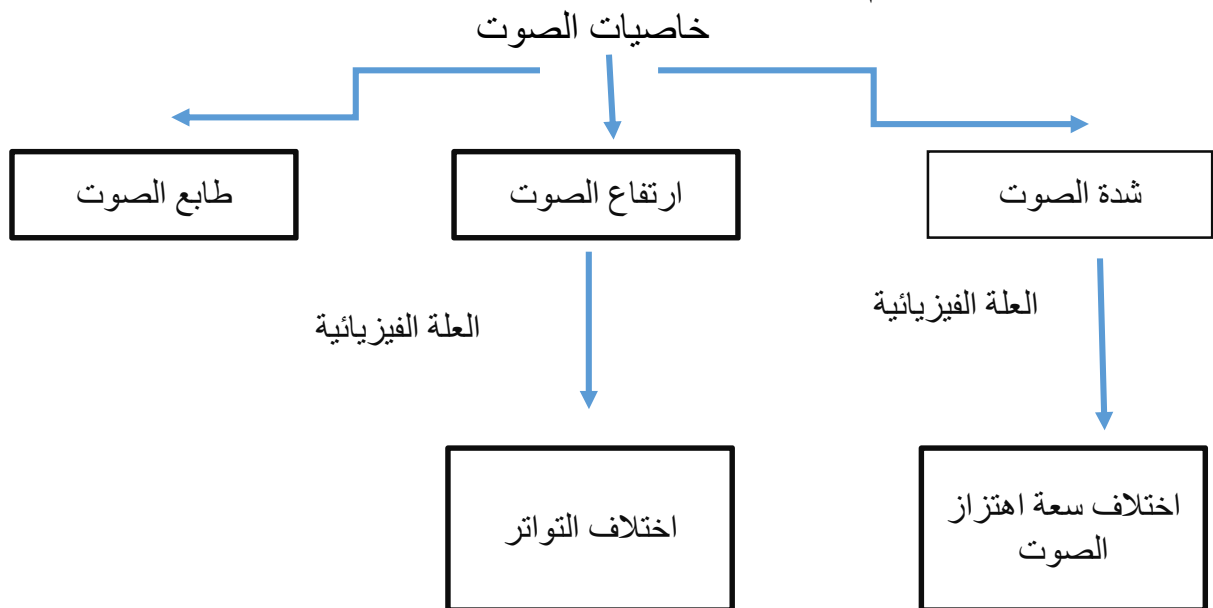 خاصيات الصوت
شدة الصوت
ارتفاع الصوت
طابع الصوت
العلة الفيزيائية
العلة الفيزيائية
اختلاف سعة اهتزاز
الصوت
اختلاف التواتر